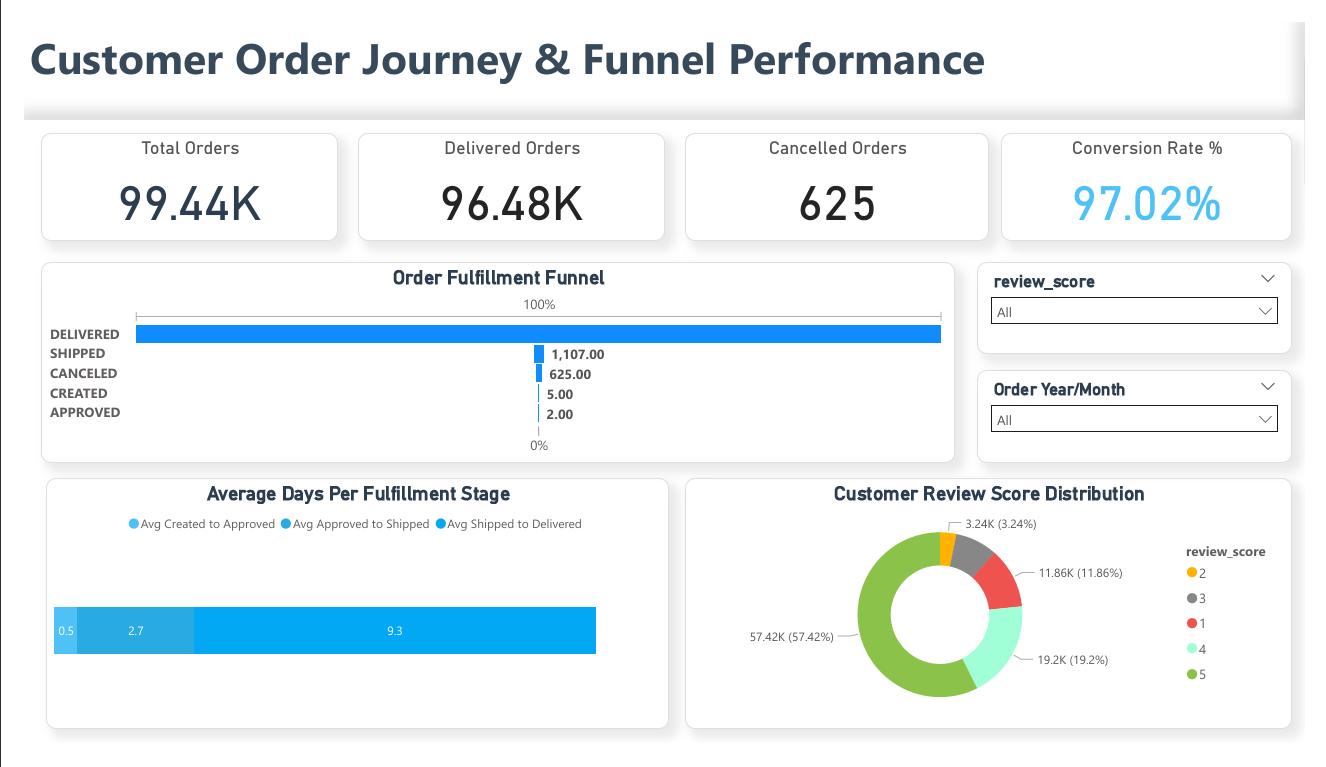 Customer Order Journey & Funnel Performance
Total Orders
99.44K
Delivered Orders
96.48K
Cancelled Orders
625
Conversion Rate %
97.02%
Order Fulfillment Funnel
100%
DELIVERED
SHIPPED
1,107.00
CANCELED
625.00
CREATED
5.00
APPROVED
2.00
0%
review_score
All
Order Year/Month
All
Average Days Per Fulfillment Stage
Avg Created to Approved
Avg Approved to Shipped
Avg Shipped to Delivered
0.5
2.7
9.3
Customer Review Score Distribution
3.24K (3.24%)
11.86K (11.86%)
57.42K (57.42%)
19.2K (19.2%)
review_score
2
3
1
4
5